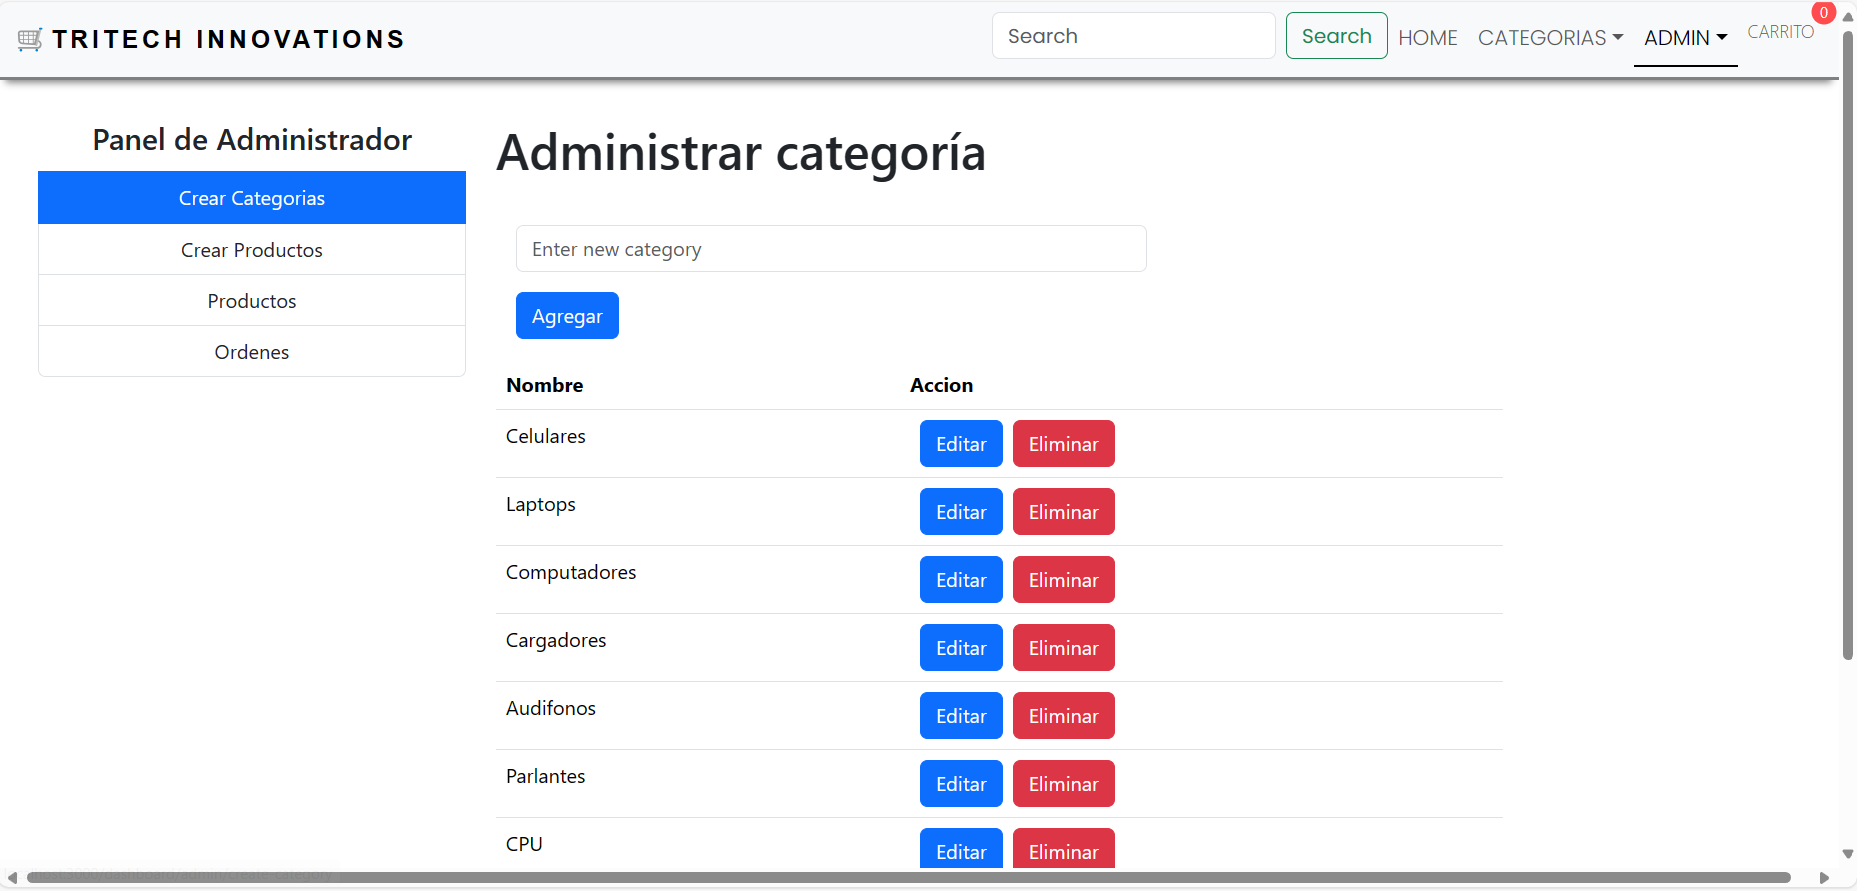 TRITECH INNOVATIONS
Search Search HOME CATEGORIAS ADMIN CARRITO 0
Panel de Administrador
Crear Categorias
Crear Productos
Productos
Ordenes
Administrar categoría
Enter new category
Agregar
Nombre Accion
Celulares Editar Eliminar
Laptops Editar Eliminar
Computadores Editar Eliminar
Cargadores Editar Eliminar
Audifonos Editar Eliminar
Parlantes Editar Eliminar
CPU Editar Eliminar